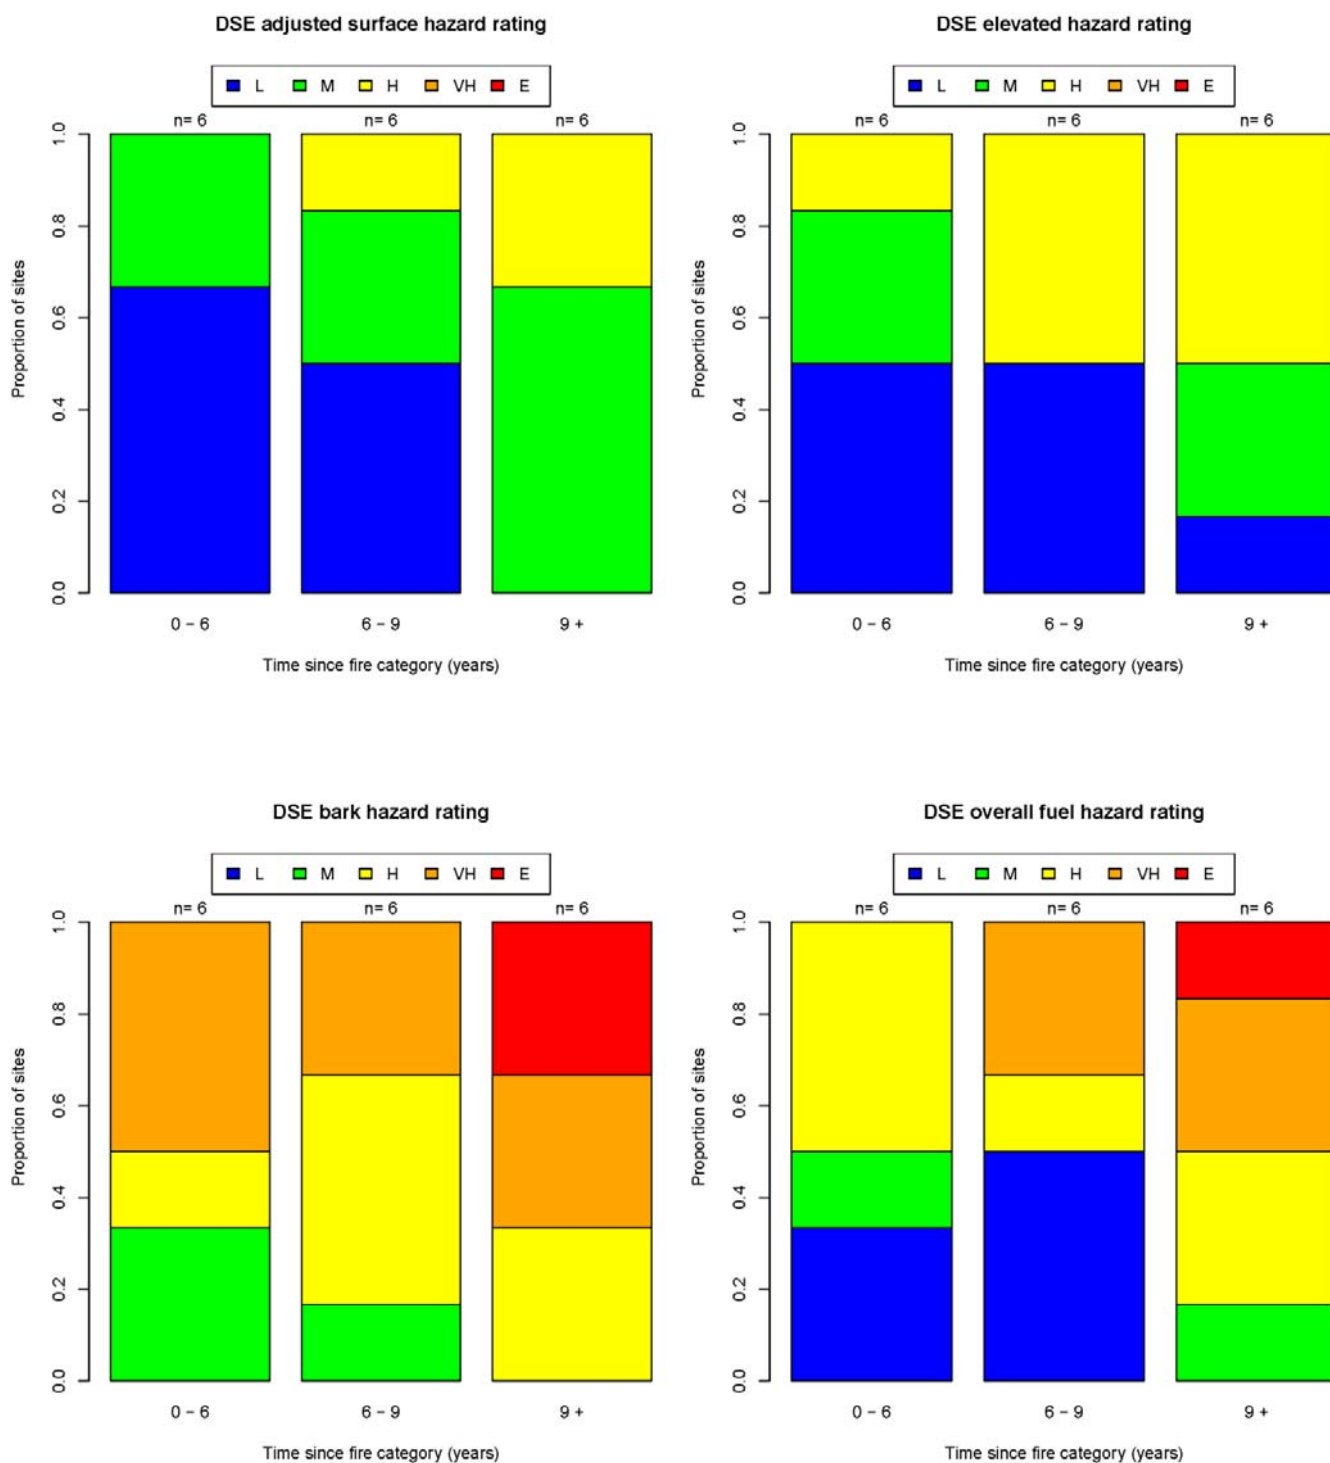 DSE adjusted surface hazard rating
L M H VH E
n= 6 n= 6 n= 6
1.0
0.8
0.6
0.4
0.2
0.0
Proportion of sites
0 – 6 6 – 9 9 +
Time since fire category (years)
DSE elevated hazard rating
L M H VH E
n= 6 n= 6 n= 6
1.0
0.8
0.6
0.4
0.2
0.0
Proportion of sites
0 – 6 6 – 9 9 +
Time since fire category (years)
DSE bark hazard rating
L M H VH E
n= 6 n= 6 n= 6
1.0
0.8
0.6
0.4
0.2
0.0
Proportion of sites
0 – 6 6 – 9 9 +
Time since fire category (years)
DSE overall fuel hazard rating
L M H VH E
n= 6 n= 6 n= 6
1.0
0.8
0.6
0.4
0.2
0.0
Proportion of sites
0 – 6 6 – 9 9 +
Time since fire category (years)